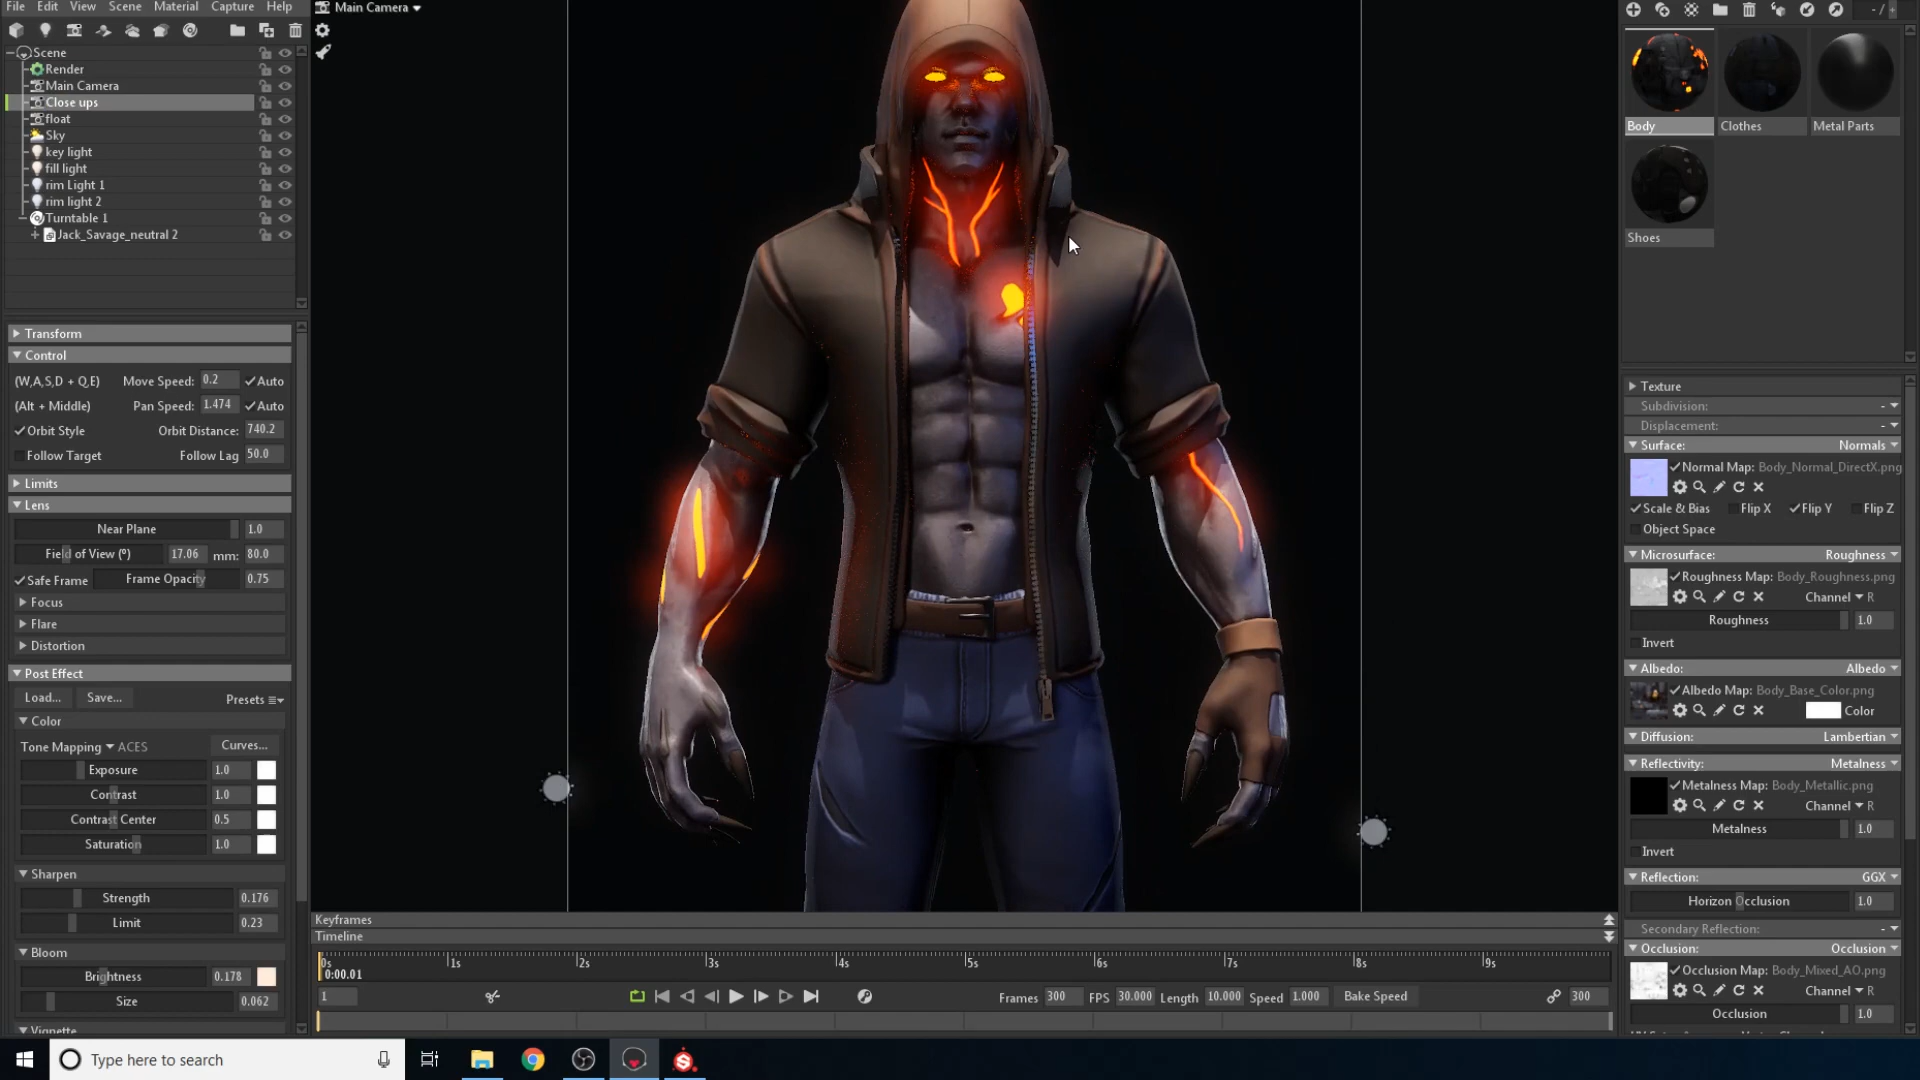 File Edit View Scene Material Capture Help
Main Camera
- /
Scene
Render
Main Camera
Close ups
float
Sky
key light
fill light
rim Light 1
rim light 2
Turntable 1
Jack_Savage_neutral 2
Transform
Control
(W,A,S,D + Q,E) Move Speed: 0.2 Auto
(Alt + Middle) Pan Speed: 1.474 Auto
Orbit Style Orbit Distance: 740.2
Follow Target Follow Lag 50.0
Limits
Lens
Near Plane 1.0
Field of View (º) 17.06 mm: 80.0
Safe Frame Frame Opacity 0.75
Focus
Flare
Distortion
Post Effect
Load... Save... Presets
Color
Tone Mapping ACES Curves...
Exposure 1.0
Contrast 1.0
Contrast Center 0.5
Saturation 1.0
Sharpen
Strength 0.176
Limit 0.23
Bloom
Brightness 0.178
Size 0.062
Vignette
Keyframes
Timeline
0s 1s 2s 3s 4s 5s 6s 7s 8s 9s
0:00.01
1 Frames 300 FPS 30.000 Length 10.000 Speed 1.000 Bake Speed 300
Body Clothes Metal Parts
Shoes
Texture
Subdivision: -
Displacement: -
Surface: Normals
Normal Map: Body_Normal_DirectX.png
Scale & Bias Flip X Flip Y Flip Z
Object Space
Microsurface: Roughness
Roughness Map: Body_Roughness.png
Channel R
Roughness 1.0
Invert
Albedo: Albedo
Albedo Map: Body_Base_Color.png
Color
Diffusion: Lambertian
Reflectivity: Metalness
Metalness Map: Body_Metallic.png
Channel R
Metalness 1.0
Invert
Reflection: GGX
Horizon Occlusion 1.0
Secondary Reflection: -
Occlusion: Occlusion
Occlusion Map: Body_Mixed_AO.png
Channel R
Occlusion 1.0
Type here to search